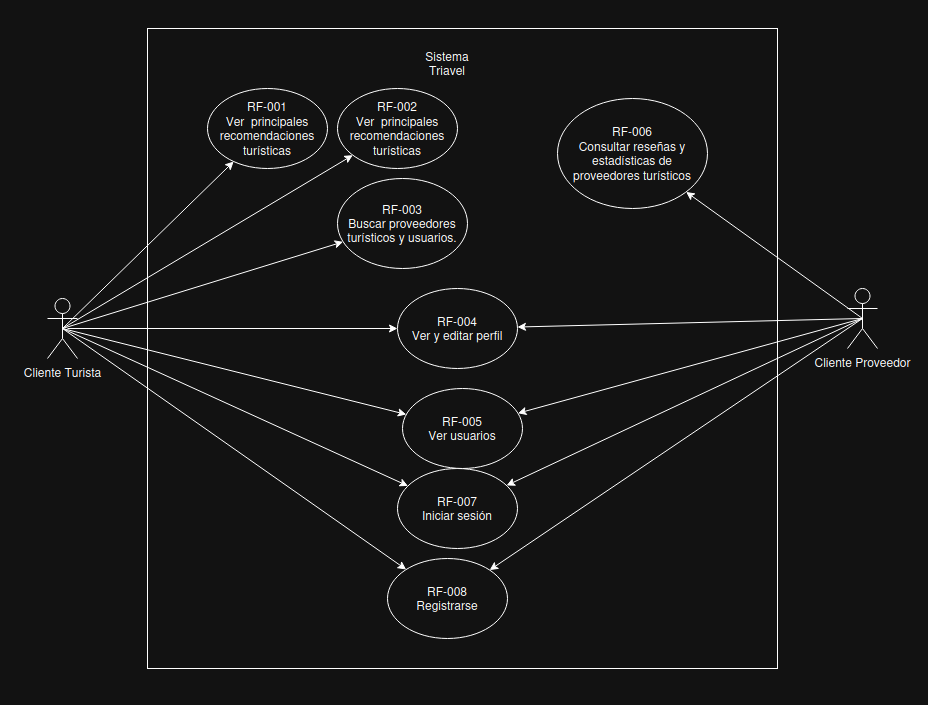 Sistema
Triavel
RF-001
Ver principales
recomendaciones
turísticas
RF-002
Ver principales
recomendaciones
turísticas
RF-006
Consultar reseñas y
estadísticas de
proveedores turísticos
RF-003
Buscar proveedores
turísticos y usuarios.
RF-004
Ver y editar perfil
Cliente Turista
Cliente Proveedor
RF-005
Ver usuarios
RF-007
Iniciar sesión
RF-008
Registrarse